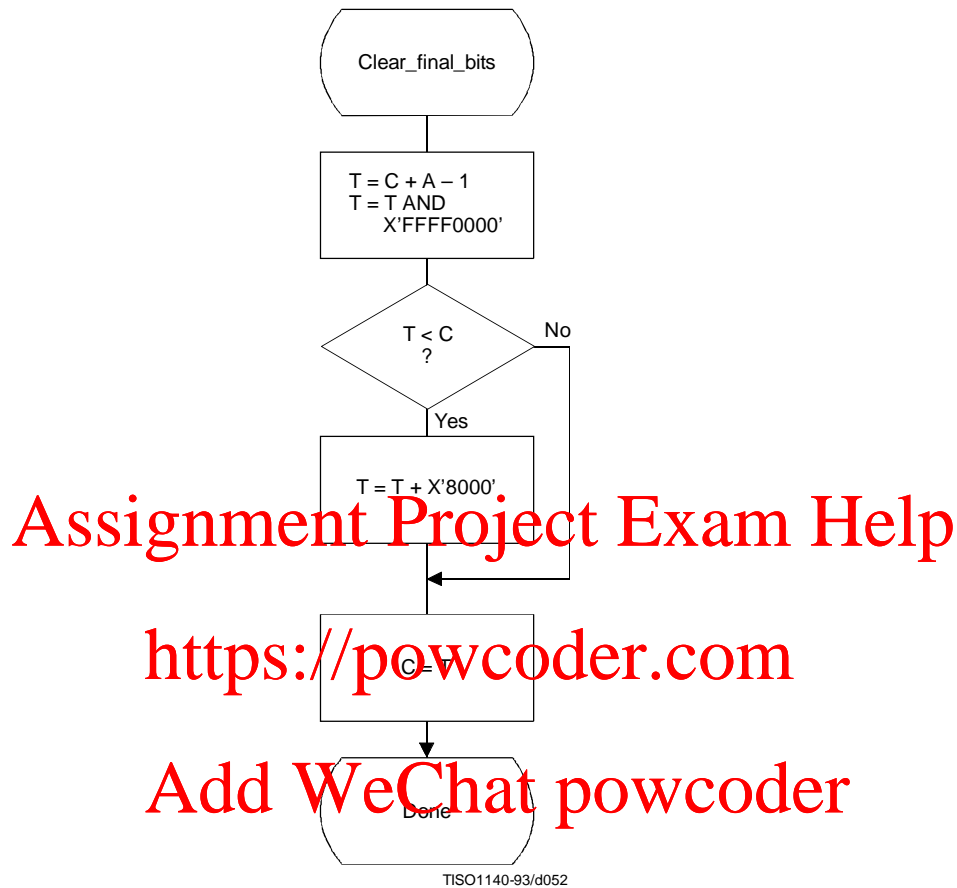 Clear_final_bits
T = C + A – 1
T = T AND
X’FFFF0000’
T < C
?
No
Yes
T = T + X’8000’
Assignment Project Exam Help
C = T
https://powcoder.com
Add WeChat powcoder
Done
TISO1140-93/d052